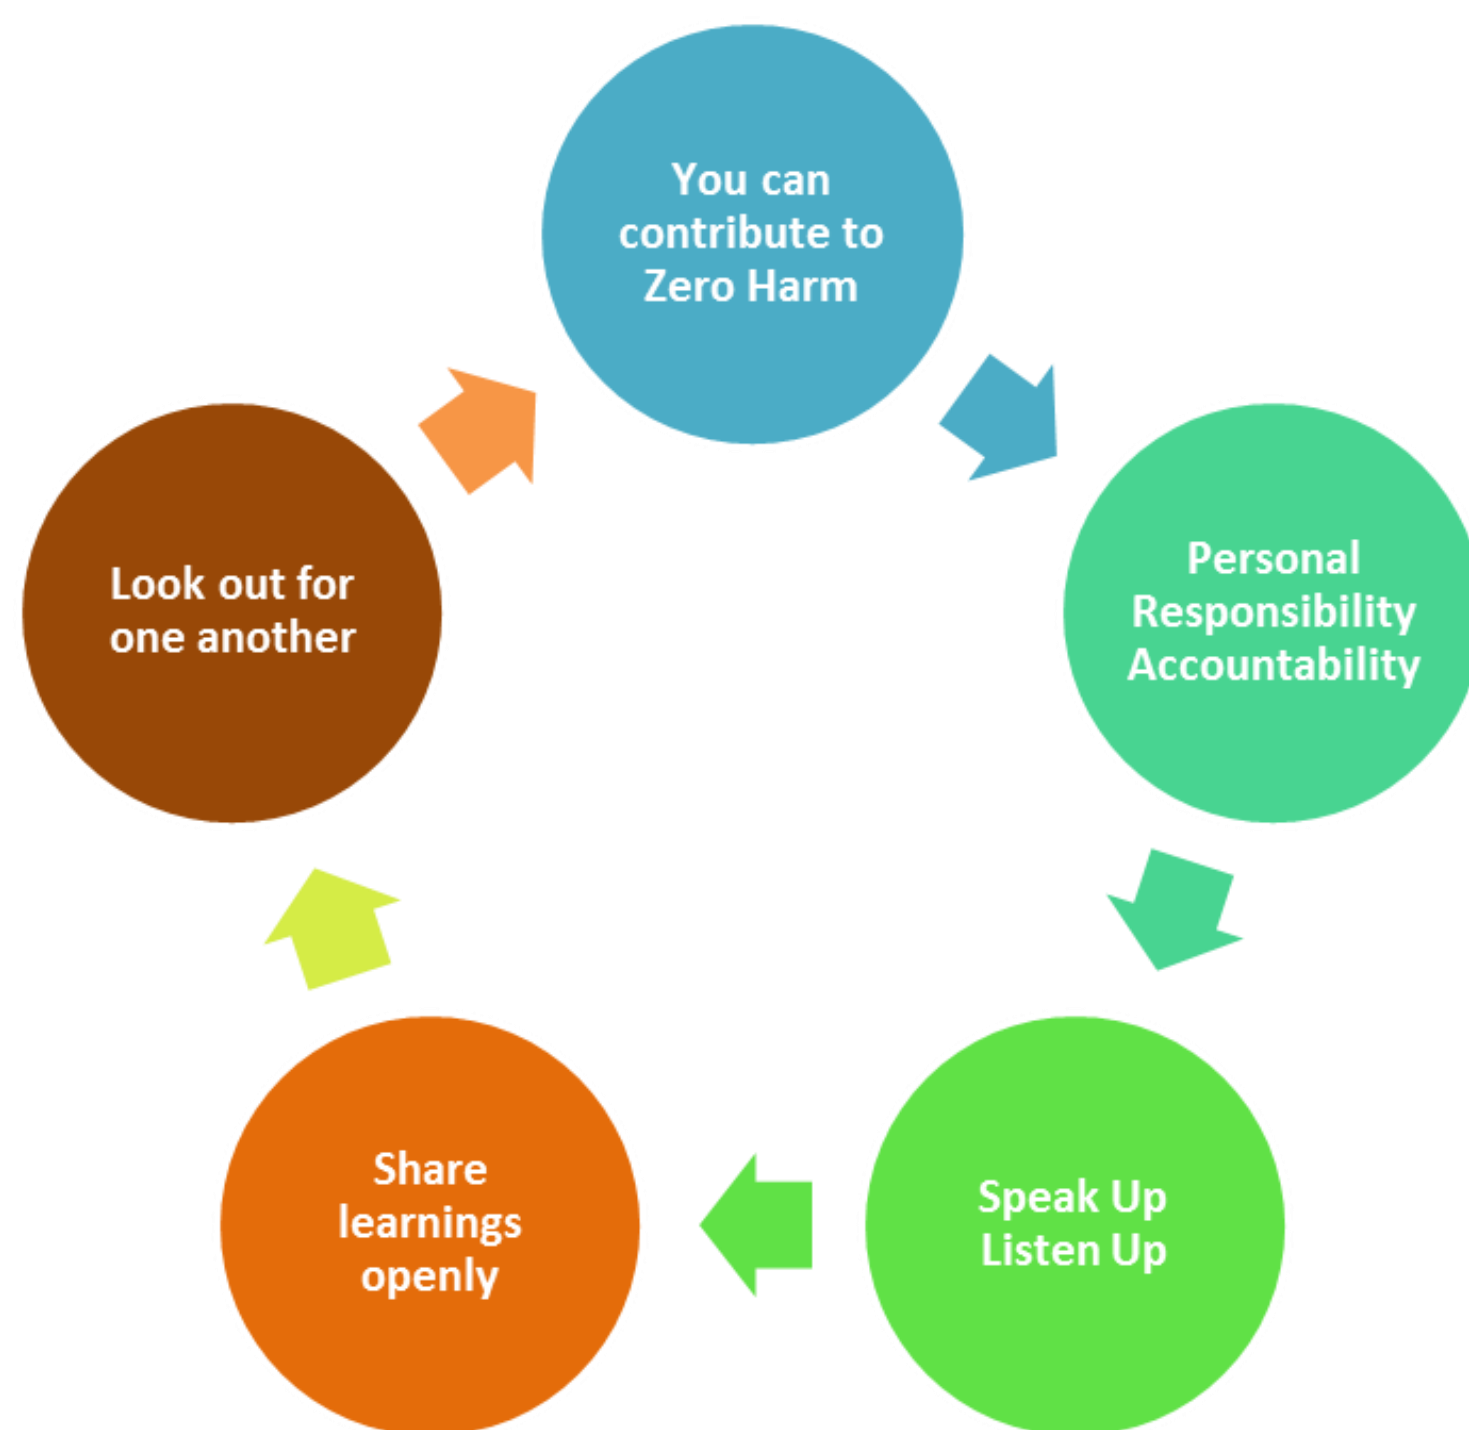 You can
contribute to
Zero Harm
Personal
Responsibility
Accountability
Speak Up
Listen Up
Share
learnings
openly
Look out for
one another